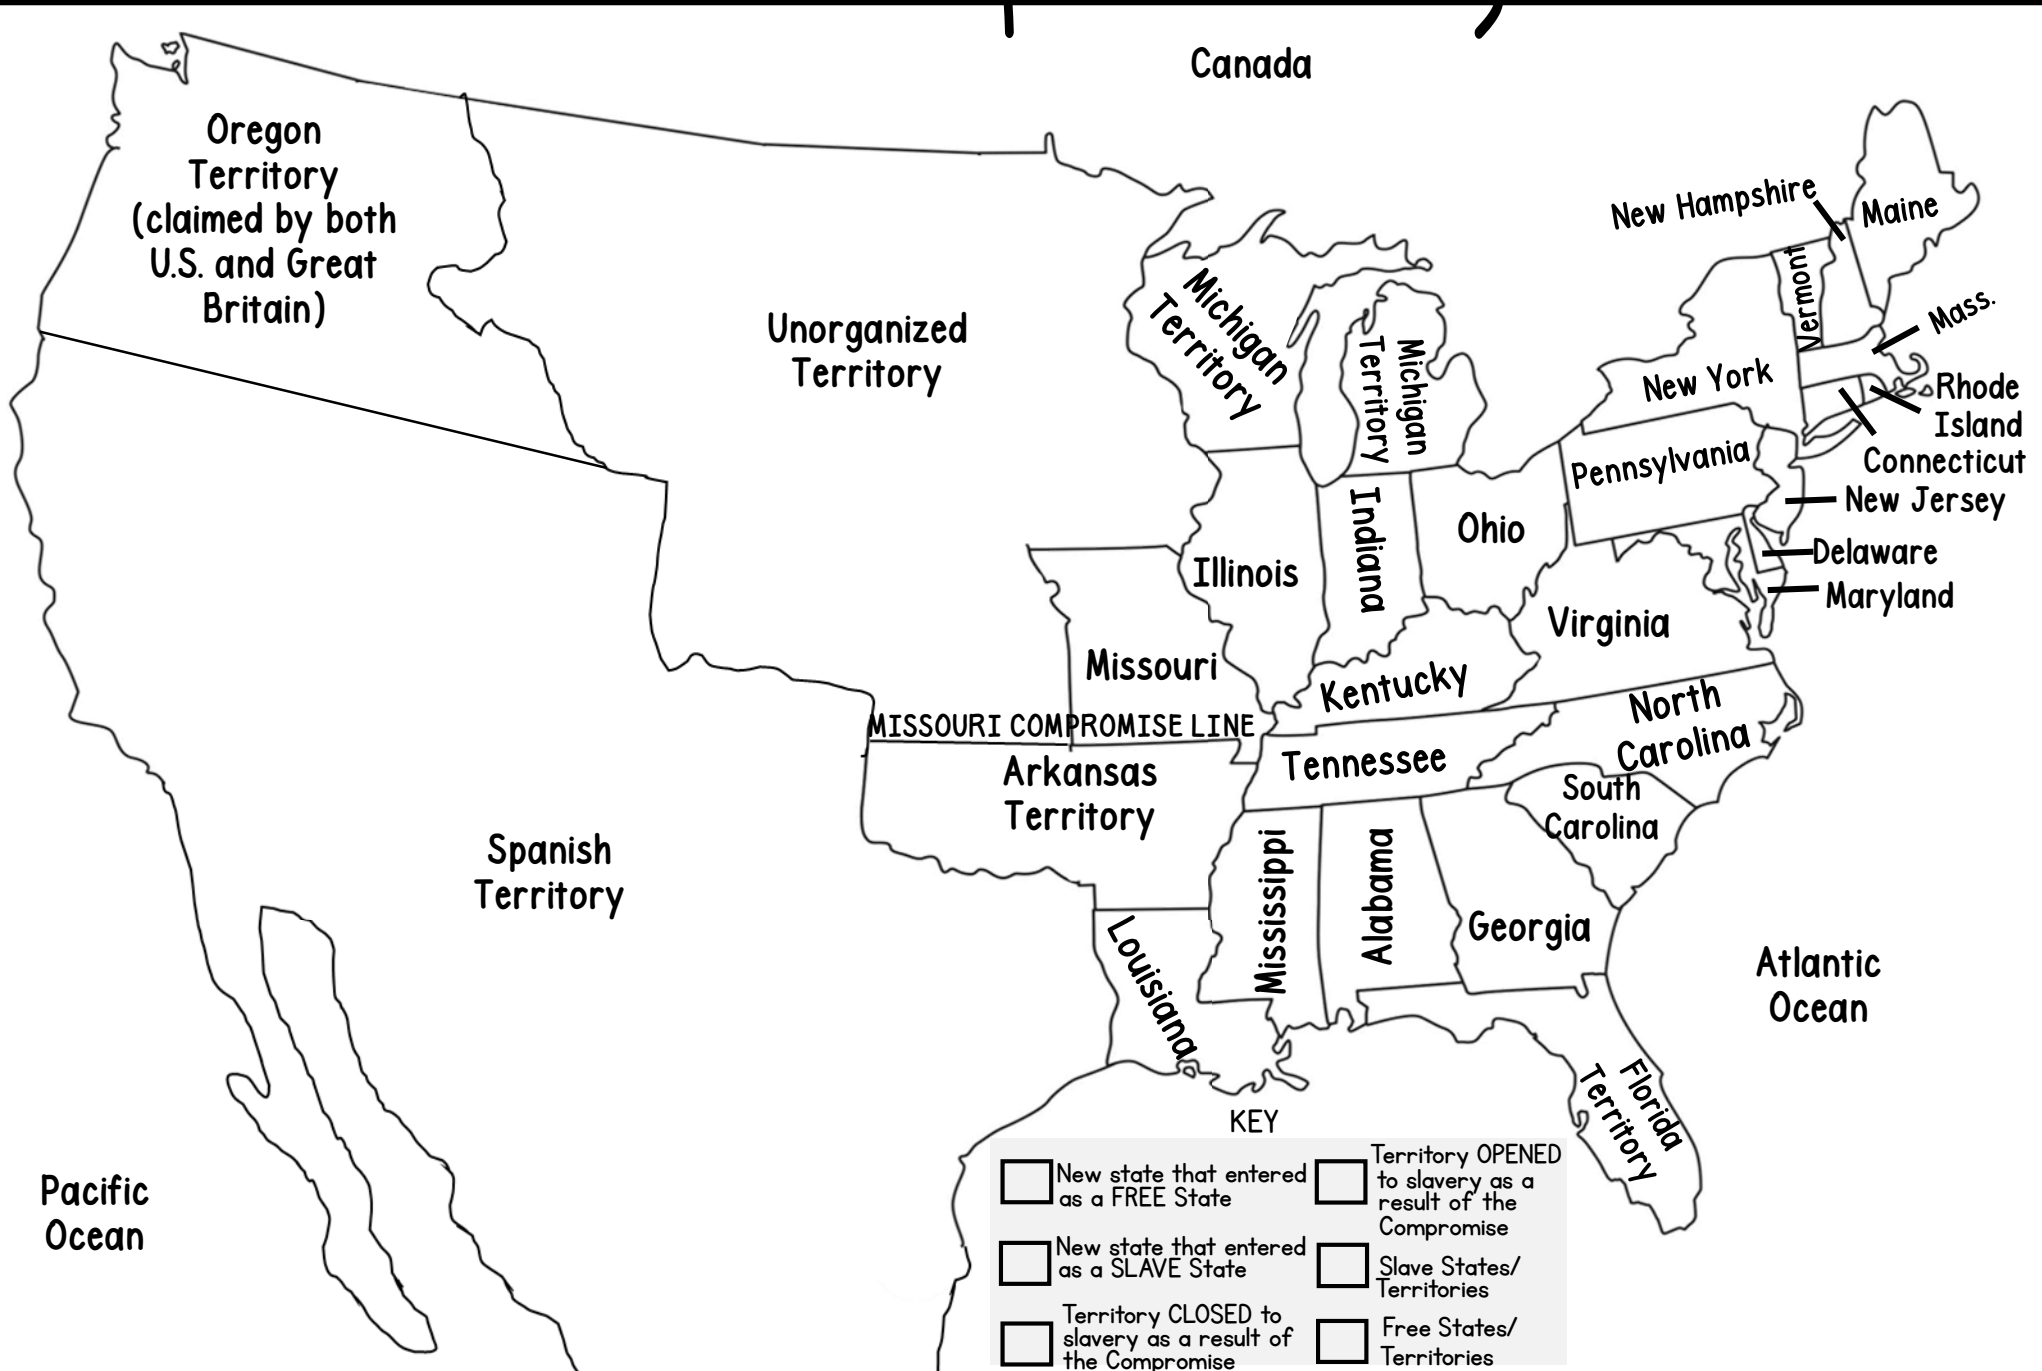 Canada
Oregon
Territory
(claimed by both
U.S. and Great
Britain)
Unorganized
Territory
Michigan
Territory
Michigan
Territory
New Hampshire
Maine
Vermont
Mass.
New York
Rhode
Island
Connecticut
Pennsylvania
New Jersey
Delaware
Maryland
Illinois
Indiana
Ohio
Virginia
Missouri
Kentucky
MISSOURI COMPROMISE LINE
North
Carolina
Tennessee
Arkansas
Territory
South
Carolina
Spanish
Territory
Mississippi
Alabama
Georgia
Louisiana
Atlantic
Ocean
Florida
Territory
Pacific
Ocean
KEY
New state that entered
as a FREE State
New state that entered
as a SLAVE State
Territory CLOSED to
slavery as a result of
the Compromise
Territory OPENED
to slavery as a
result of the
Compromise
Slave States/
Territories
Free States/
Territories